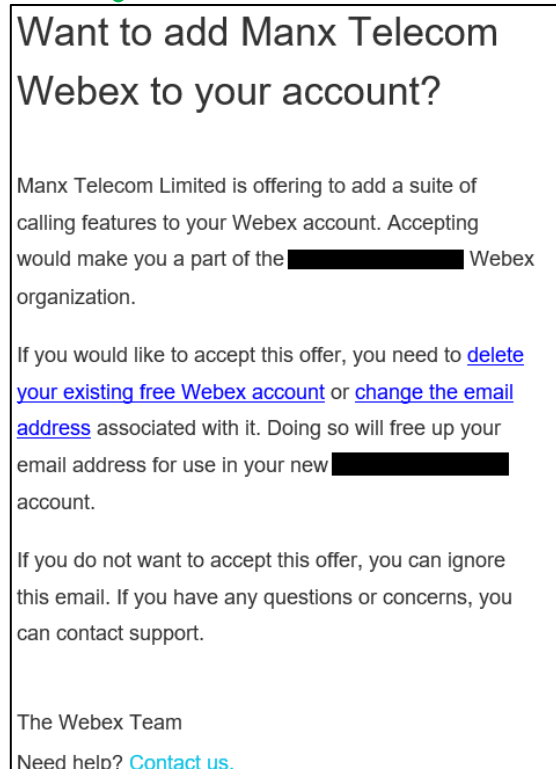 Want to add Manx Telecom
Webex to your account?
Manx Telecom Limited is offering to add a suite of
calling features to your Webex account. Accepting
would make you a part of the Webex
organization.
If you would like to accept this offer, you need to delete
your existing free Webex account or change the email
address associated with it. Doing so will free up your
email address for use in your new
account.
If you do not want to accept this offer, you can ignore
this email. If you have any questions or concerns, you
can contact support.
The Webex Team
Need help? Contact us.